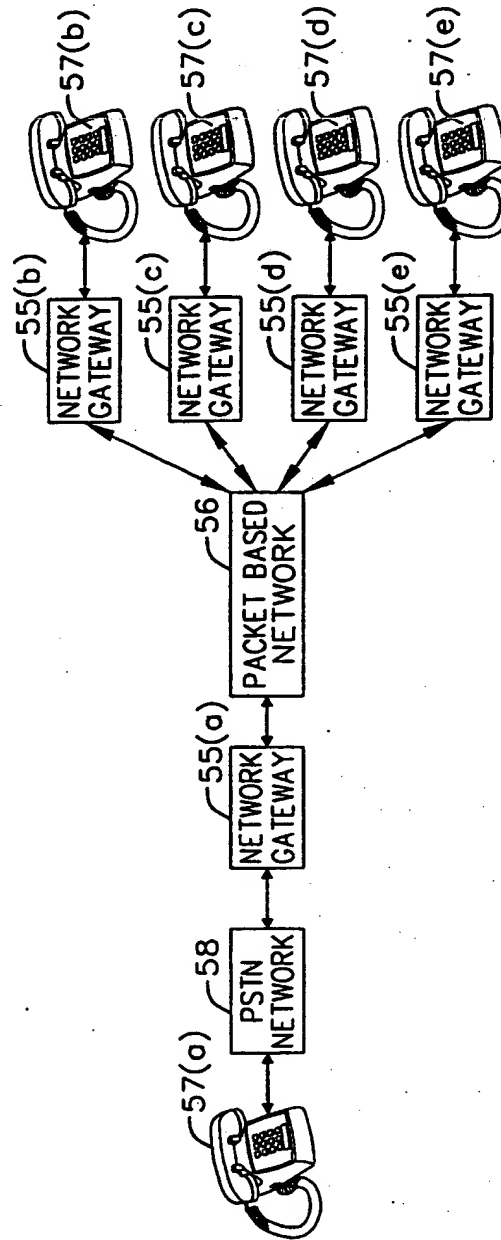 57(a)
58
PSTN
NETWORK
55(a)
NETWORK
GATEWAY
56
PACKET BASED
NETWORK
55(b)
NETWORK
GATEWAY
57(b)
55(c)
NETWORK
GATEWAY
57(c)
55(d)
NETWORK
GATEWAY
57(d)
55(e)
NETWORK
GATEWAY
57(e)